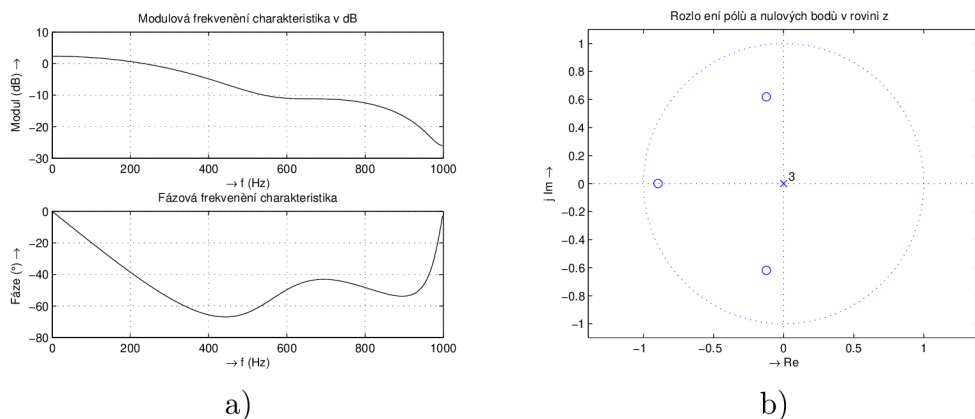 Modulová frekvenèní charakteristika v dB
10
0
−10
−20
−30
Modul (dB) →
0 200 400 600 800 1000
→ f (Hz)
Fázová frekvenèní charakteristika
0
−20
−40
−60
−80
Fáze (°) →
0 200 400 600 800 1000
→ f (Hz)
a)
Rozlo ení pólù a nulových bodù v rovinì z
1
0.8
0.6
0.4
0.2
0
−0.2
−0.4
−0.6
−0.8
−1
j Im →
3
−1 −0.5 0 0.5 1
→ Re
b)